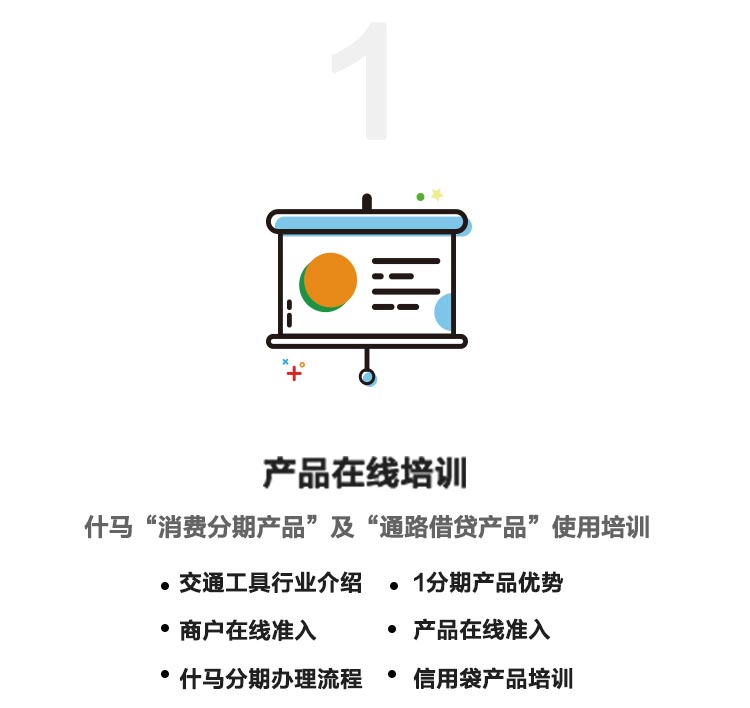 1
产品在线培训
什马“消费分期产品”及“通路借贷产品”使用培训
• 交通工具行业介绍 • 1分期产品优势
• 商户在线准入 • 产品在线准入
• 什马分期办理流程 • 信用袋产品培训